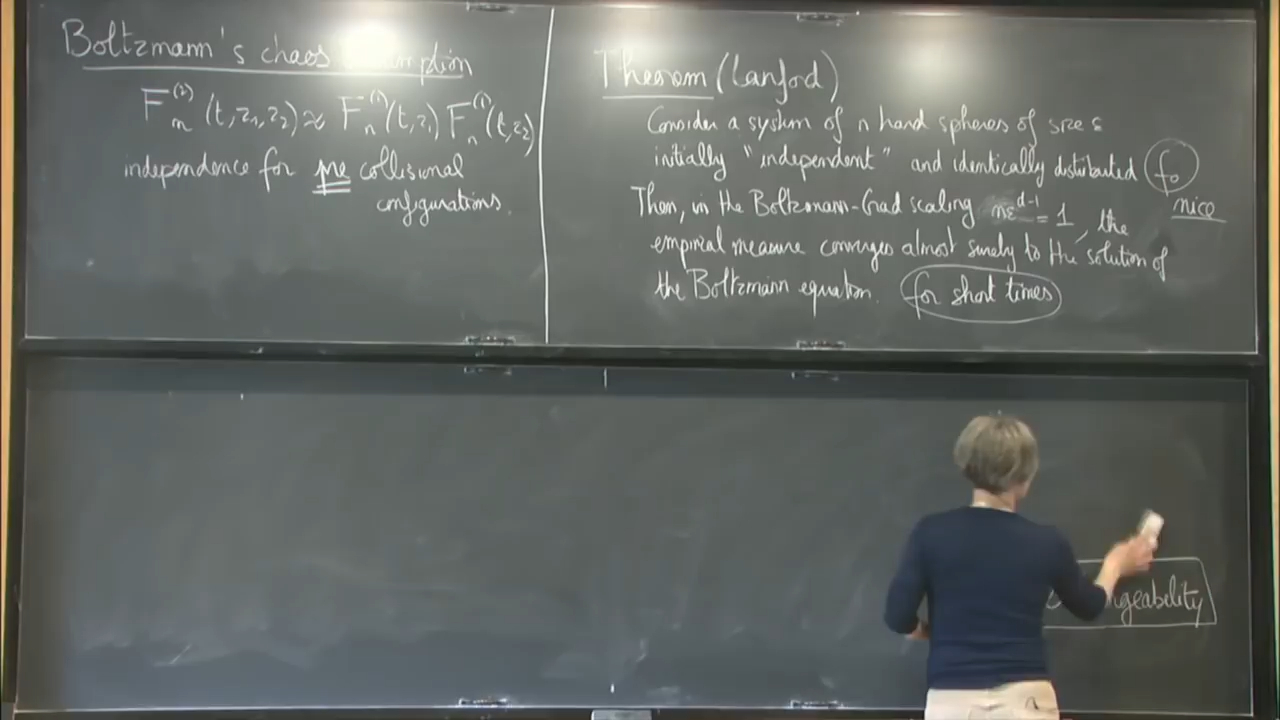 Boltzmann's chaos
F_n^(2) (t, z_1, z_2) ≈ F_n^(1) (t, z_1) F_n^(1) (t, z_2)
independence for pre collisional
configurations.
Theorem (Lanford)
Consider a system of n hard spheres of size ε
initially "independent" and identically distributed f_0
nice
Then, in the Boltzmann-Grad scaling nε^{d-1} = 1, the
empirical measure converges almost surely to the solution of
the Boltzmann equation. for short times